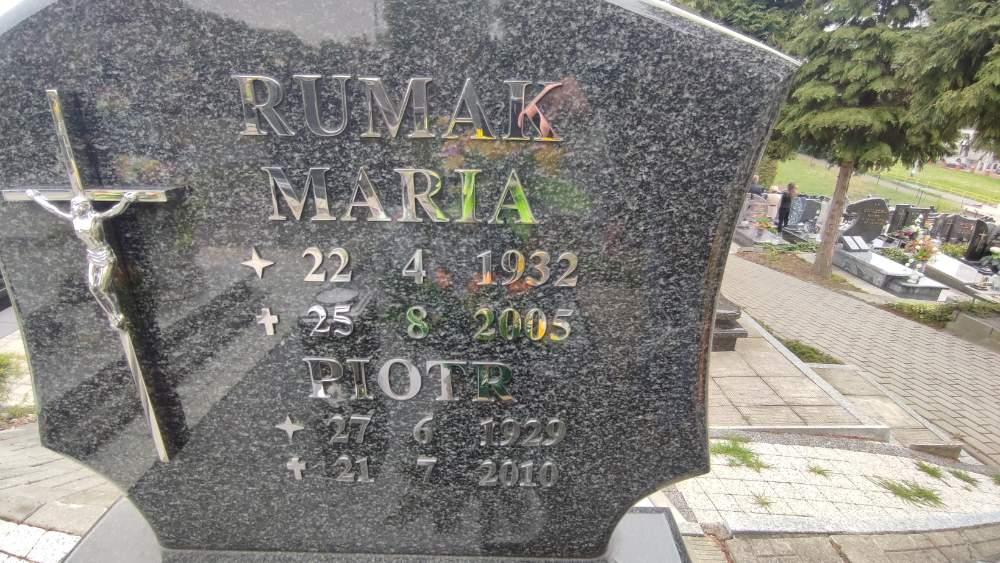 RUMAK
MARIA
22 4 1932
25 8 2005
PIOTR
27 6 1929
21 7 2010